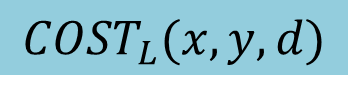 COST_L(x, y, d)